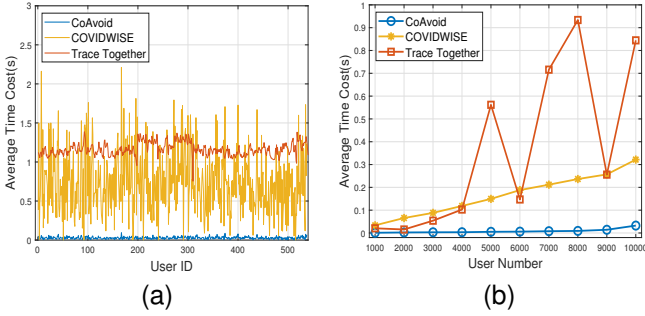 CoAvoid
COVIDWISE
Trace Together
Average Time Cost(s)
3
2.5
2
1.5
1
0.5
0
0 100 200 300 400 500
User ID
(a)
CoAvoid
COVIDWISE
Trace Together
Average Time Cost(s)
1
0.9
0.8
0.7
0.6
0.5
0.4
0.3
0.2
0.1
0
1000 2000 3000 4000 5000 6000 7000 8000 9000 10000
User Number
(b)